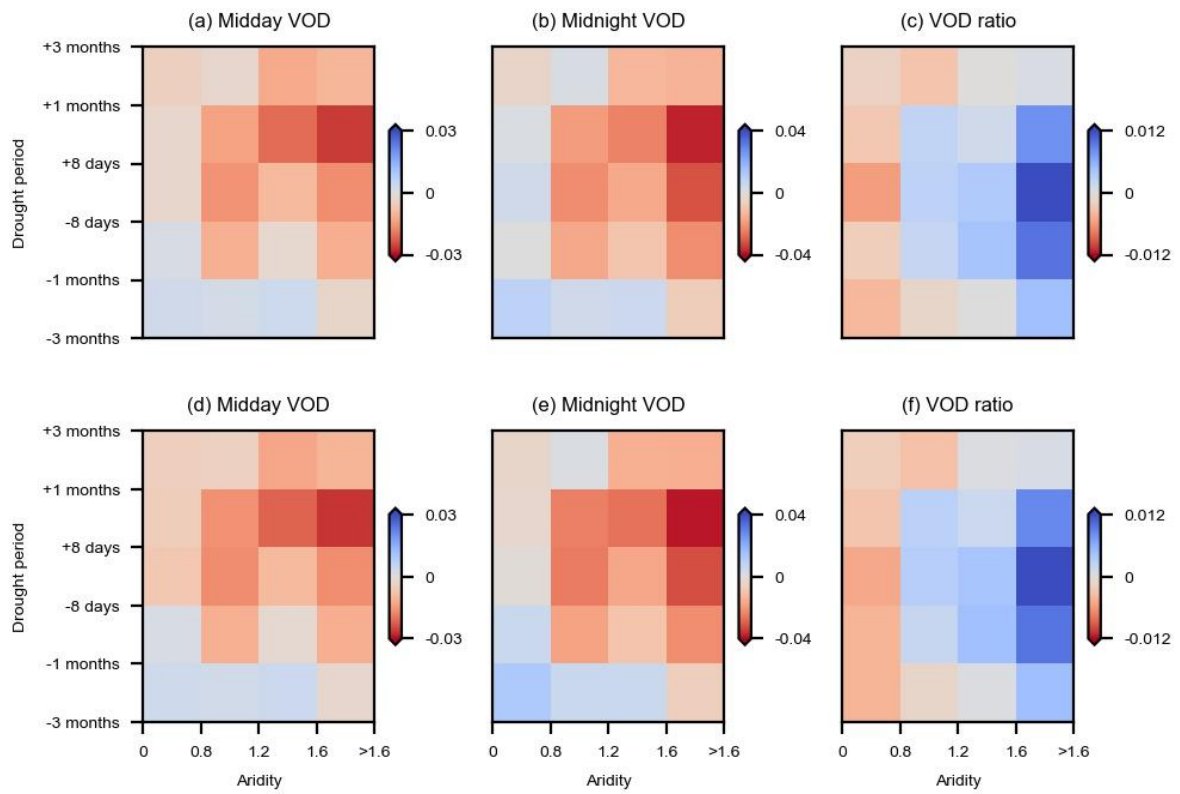 (a) Midday VOD
(b) Midnight VOD
(c) VOD ratio
+3 months
+1 months
+8 days
-8 days
-1 months
-3 months
Drought period
0.03
0
-0.03
0.04
0
-0.04
0.012
0
-0.012
(d) Midday VOD
(e) Midnight VOD
(f) VOD ratio
+3 months
+1 months
+8 days
-8 days
-1 months
-3 months
Drought period
0.03
0
-0.03
0.04
0
-0.04
0.012
0
-0.012
0 0.8 1.2 1.6 >1.6
0 0.8 1.2 1.6 >1.6
0 0.8 1.2 1.6 >1.6
Aridity
Aridity
Aridity